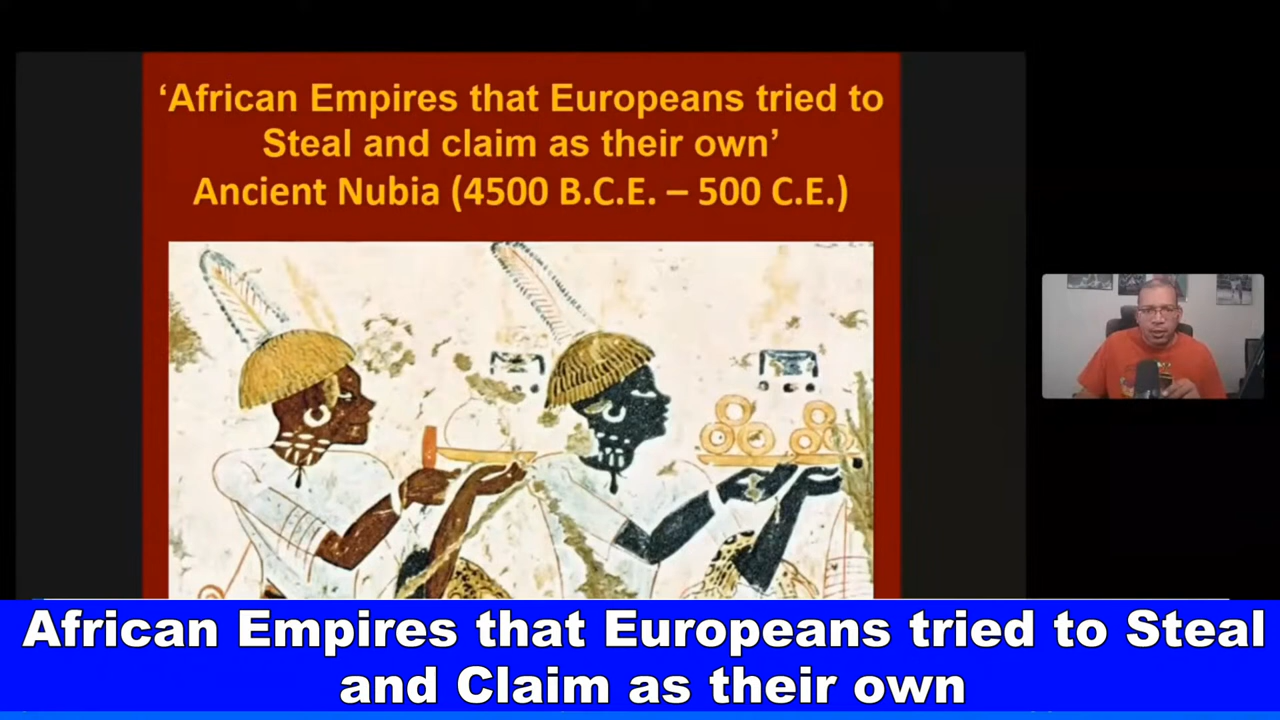 ‘African Empires that Europeans tried to
Steal and claim as their own’
Ancient Nubia (4500 B.C.E. – 500 C.E.)
African Empires that Europeans tried to Steal
and Claim as their own